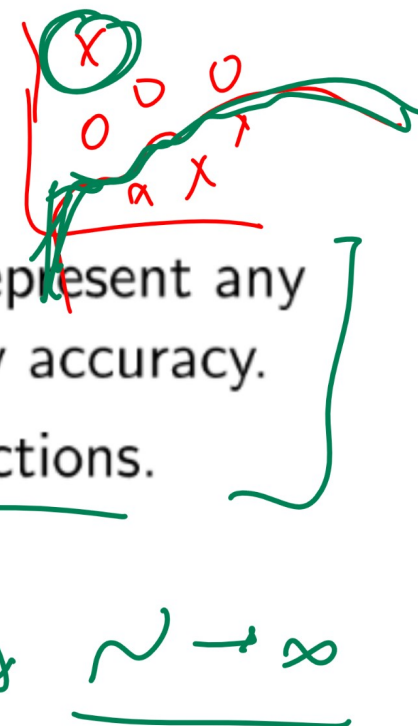 X
O O
O
x X x
epresent any
y accuracy.
ctions.
N → ∞